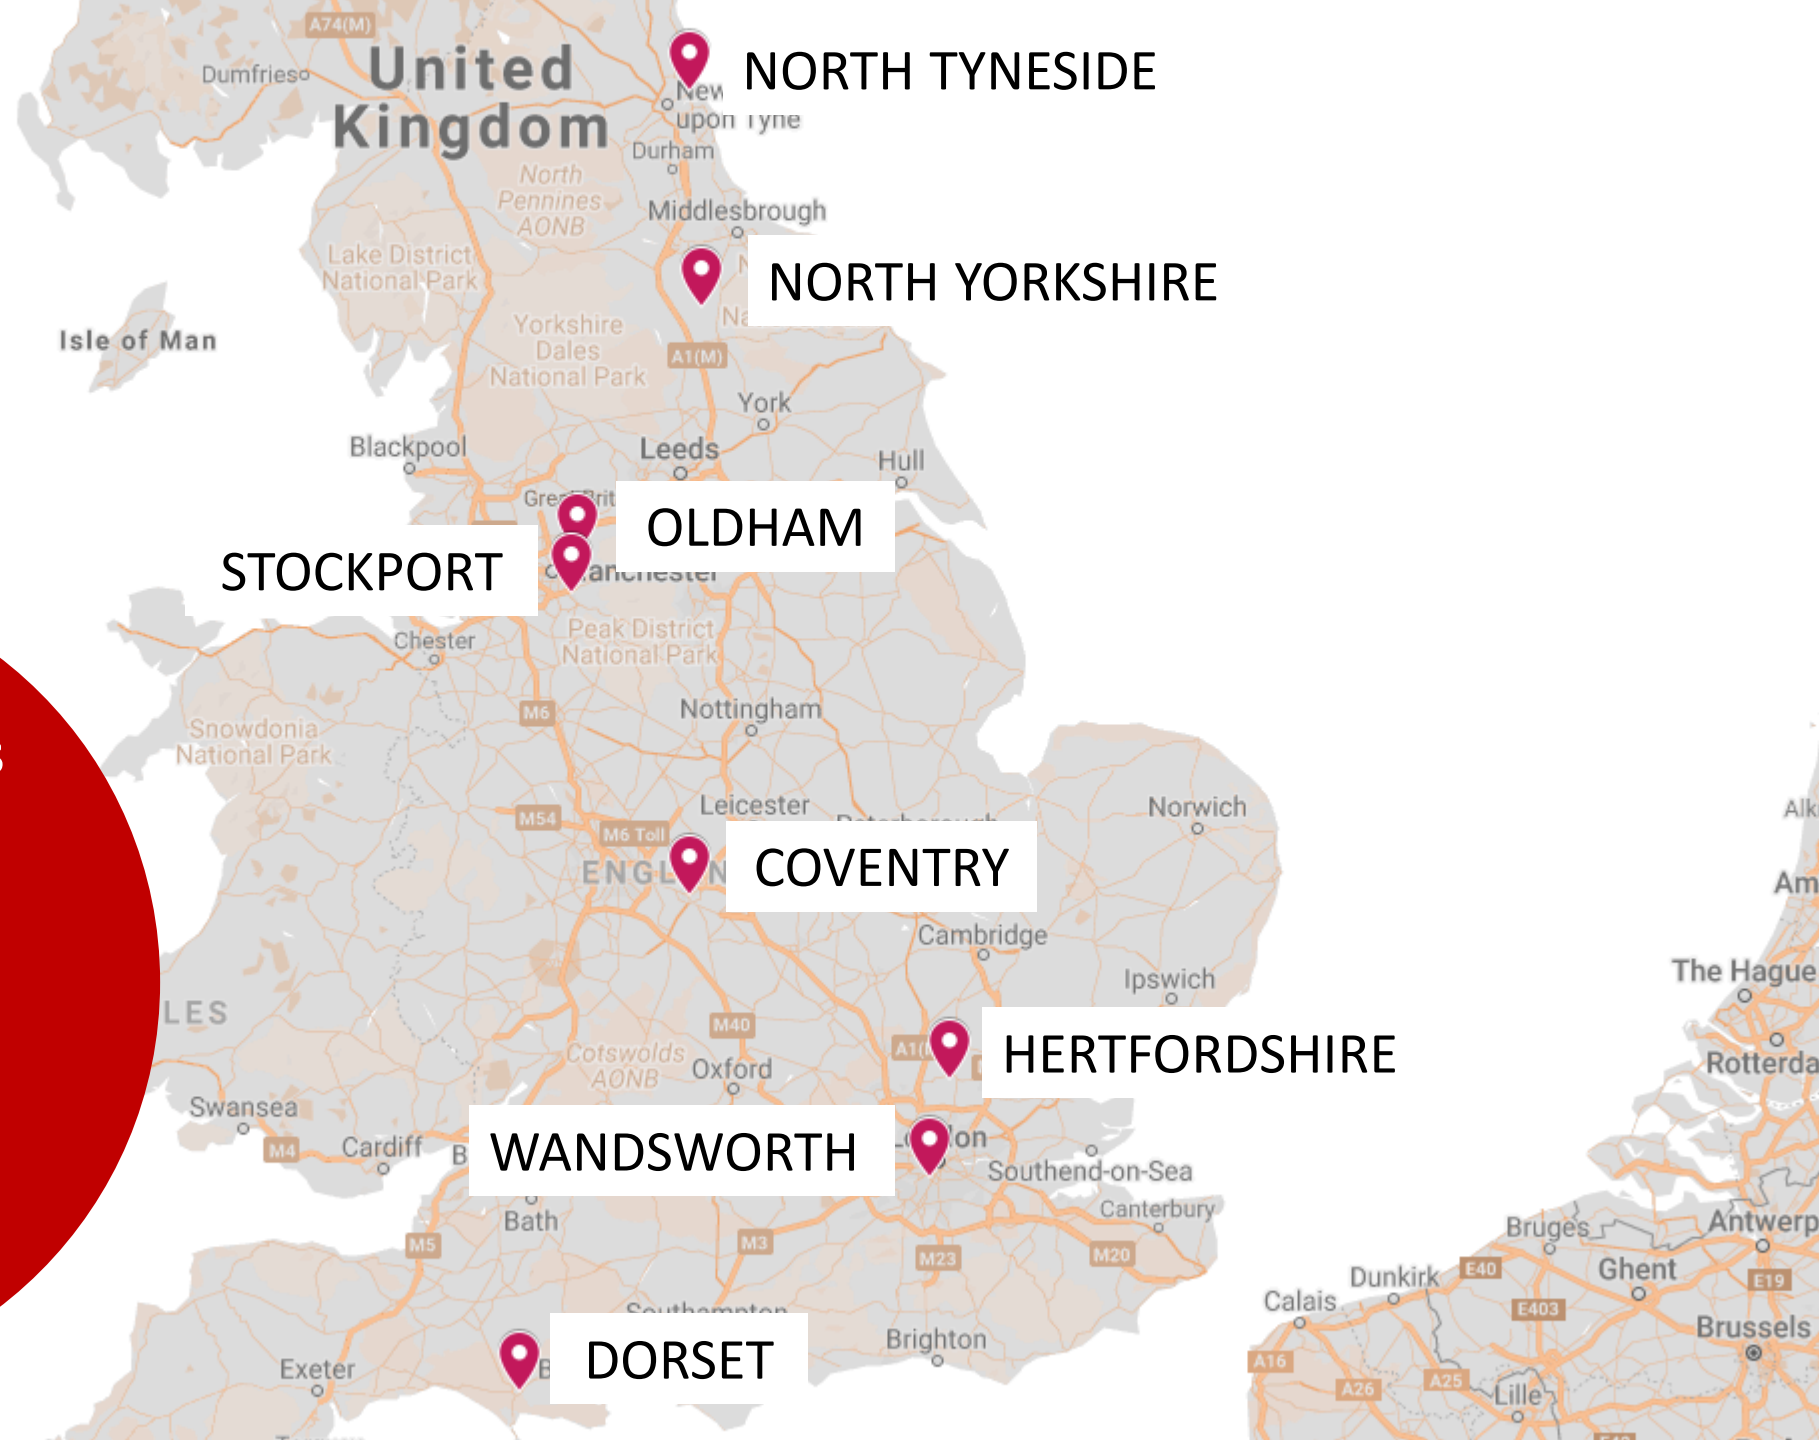 A74(M)
United
Kingdom
Dumfries
NORTH TYNESIDE
upon Tyne
Durham
North
Pennines
AONB
Middlesbrough
Lake District
National Park
NORTH YORKSHIRE
Isle of Man
Yorkshire
Dales
National Park
A1(M)
York
Blackpool
Leeds
Hull
OLDHAM
STOCKPORT
Chester
Peak District
National Park
M6
Nottingham
Snowdonia
National Park
M54
Leicester
Norwich
M6 Toll
COVENTRY
Cambridge
Ipswich
The Hague
LES
M40
HERTFORDSHIRE
Cotswolds
AONB
Oxford
Swansea
M4
Cardiff
WANDSWORTH
Southend-on-Sea
Bath
Canterbury
M5
M3
M23
M20
Bruges
Antwerp
Dunkirk
E40
Ghent
E19
Calais
E403
Southampton
Brighton
Brussels
DORSET
Exeter
A16
A26
A25
Lille